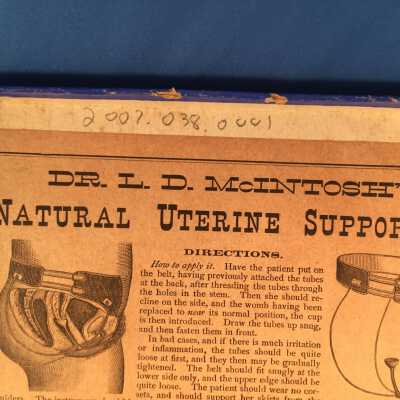 2007.038.0001
DR. L. D. McINTOSH'
NATURAL UTERINE SUPPOR
DIRECTIONS.
How to apply it. Have the patient put on
the belt, having previously attached the tubes
at the back, after threading the tubes through
the holes in the stem. Then she should re-
cline on the side, and the womb having been
replaced to near its normal position, the cup
is then introduced. Draw the tubes up snug,
and then fasten them in front.
In bad cases, and if there is much irritation
or inflammation, the tubes should be quite
loose at first, and they then may be gradually
tightened. The belt should fit snugly at the
lower side only, and the upper edge should be
quite loose. The patient should wear no cor-
sets, and should support her skirts from the